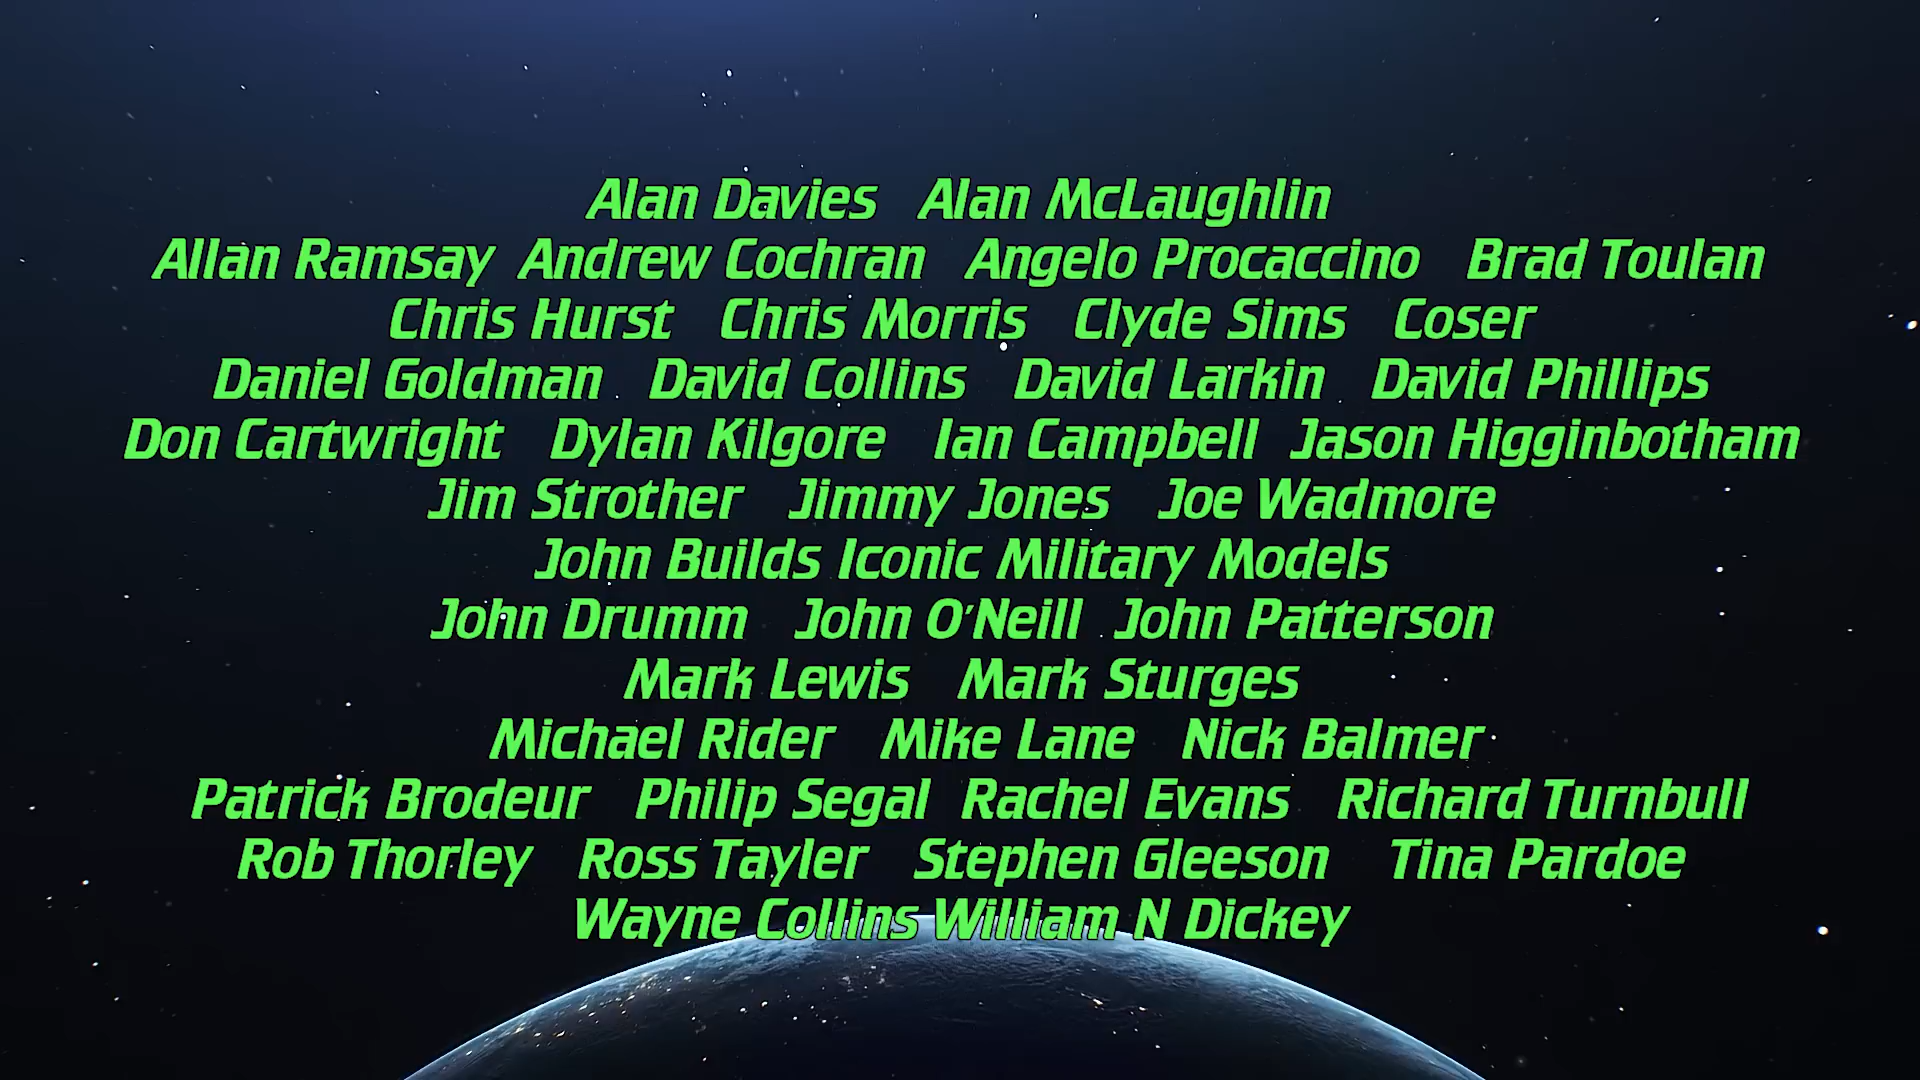 Alan Davies Alan McLaughlin
Allan Ramsay Andrew Cochran Angelo Procaccino Brad Toulan
Chris Hurst Chris Morris Clyde Sims Coser
Daniel Goldman David Collins David Larkin David Phillips
Don Cartwright Dylan Kilgore Ian Campbell Jason Higginbotham
Jim Strother Jimmy Jones Joe Wadmore
John Builds Iconic Military Models
John Drumm John O'Neill John Patterson
Mark Lewis Mark Sturges
Michael Rider Mike Lane Nick Balmer
Patrick Brodeur Philip Segal Rachel Evans Richard Turnbull
Rob Thorley Ross Tayler Stephen Gleeson Tina Pardoe
Wayne Collins William N Dickey